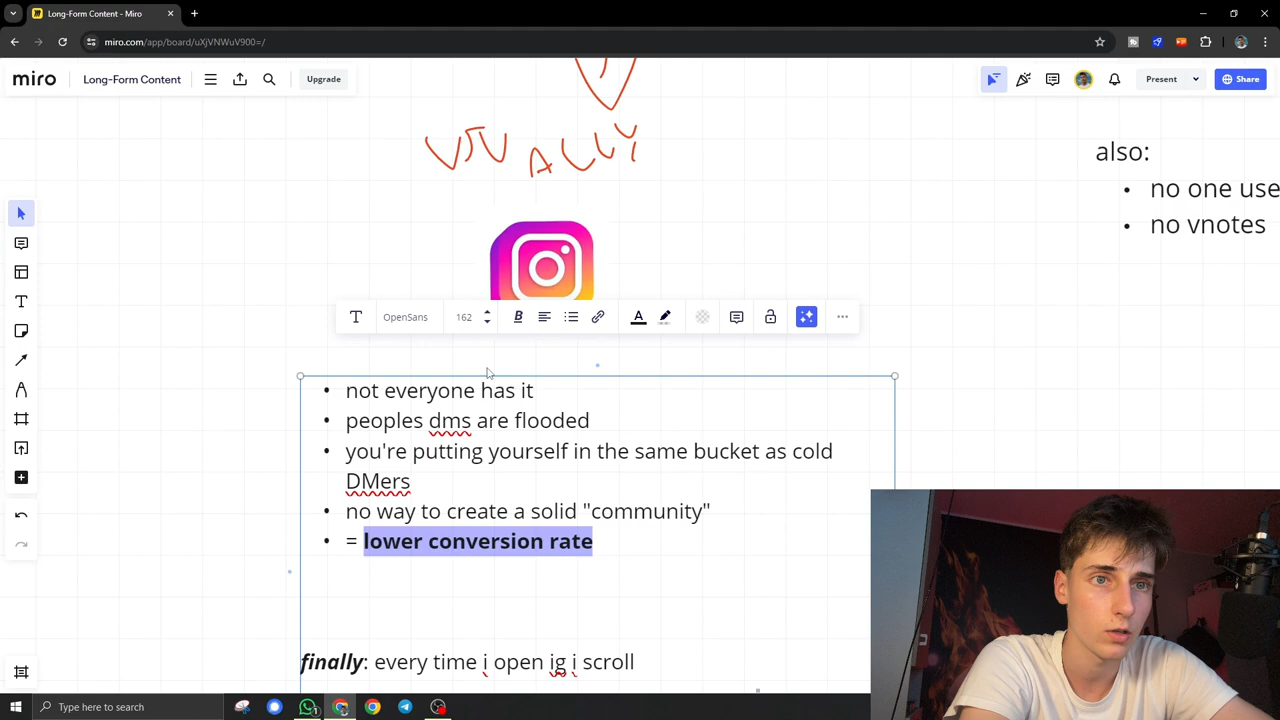 Long-Form Content - Miro
miro.com/app/board/uXjVNWuV900=/
miro
Long-Form Content
Upgrade
Present
Share
also:
• no one use
• no vnotes
OpenSans
162
B
A
• not everyone has it
• peoples dms are flooded
• you're putting yourself in the same bucket as cold
DMers
• no way to create a solid "community"
• = lower conversion rate
finally: every time i open ig i scroll
Type here to search